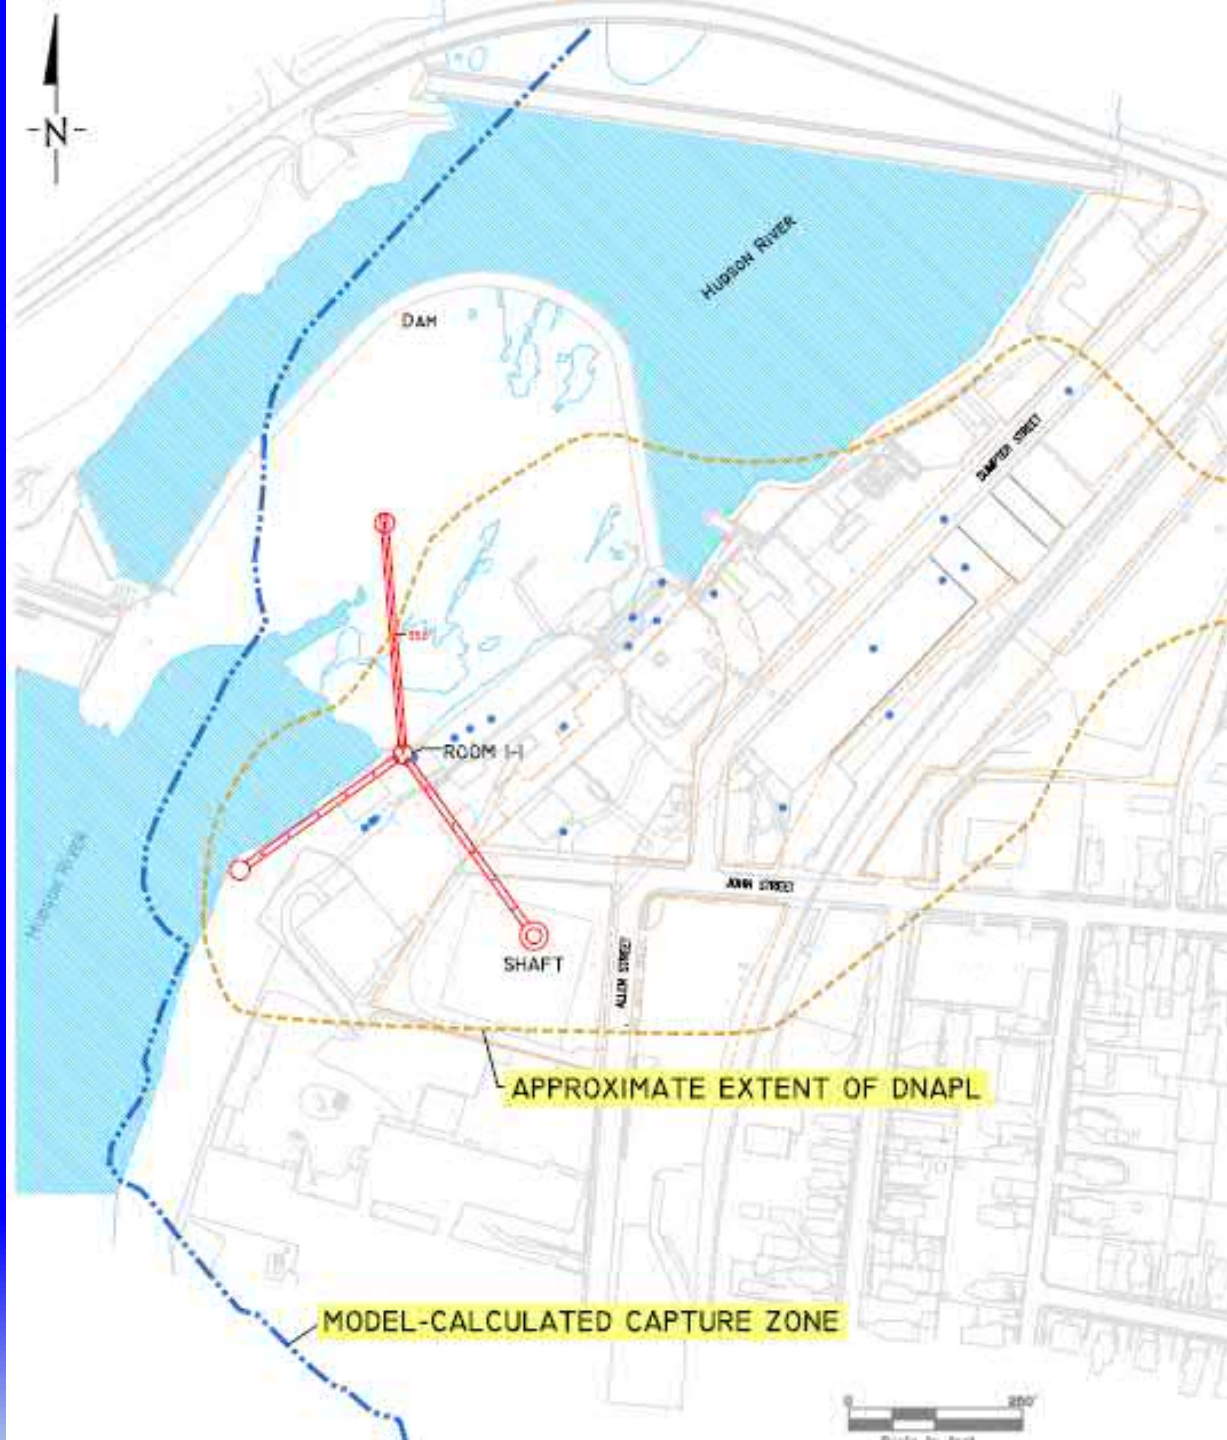 N
HUDSON RIVER
DAM
SUMPTER STREET
ROOM 1-1
HUDSON RIVER
JOHN STREET
SHAFT
ALLEN STREET
APPROXIMATE EXTENT OF DNAPL
MODEL-CALCULATED CAPTURE ZONE
0 200'